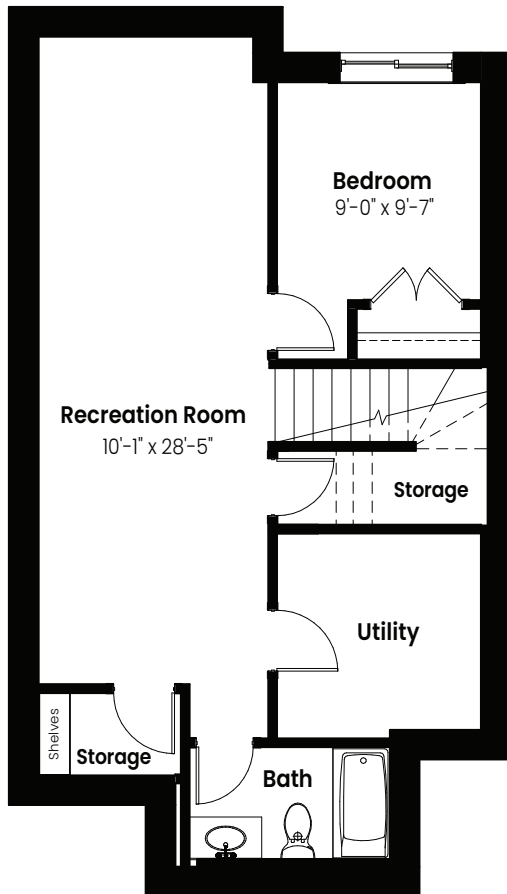 Bedroom
9'-0" x 9'-7"
Recreation Room
10'-1" x 28'-5"
Storage
Utility
Shelves
Storage
Bath